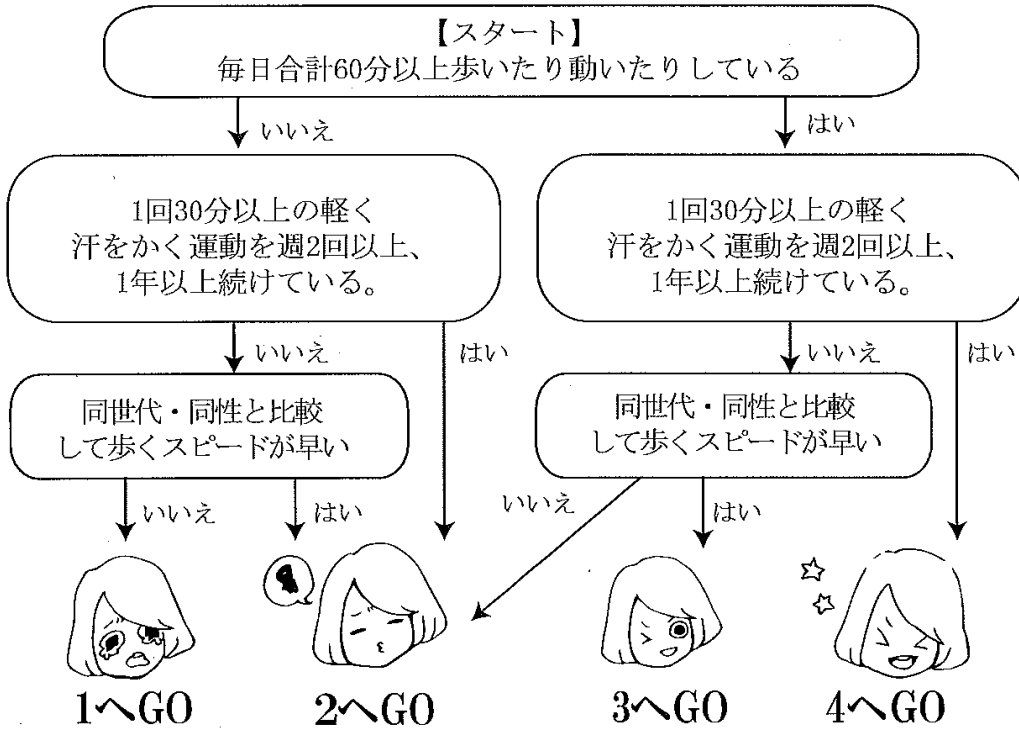 【スタート】
毎日合計60分以上歩いたり動いたりしている
いいえ
はい
1回30分以上の軽く
汗をかく運動を週2回以上、
1年以上続けている。
1回30分以上の軽く
汗をかく運動を週2回以上、
1年以上続けている。
いいえ
はい
いいえ
はい
同世代・同性と比較
して歩くスピードが早い
同世代・同性と比較
して歩くスピードが早い
いいえ
はい
いいえ
はい
1へGO
2へGO
3へGO
4へGO